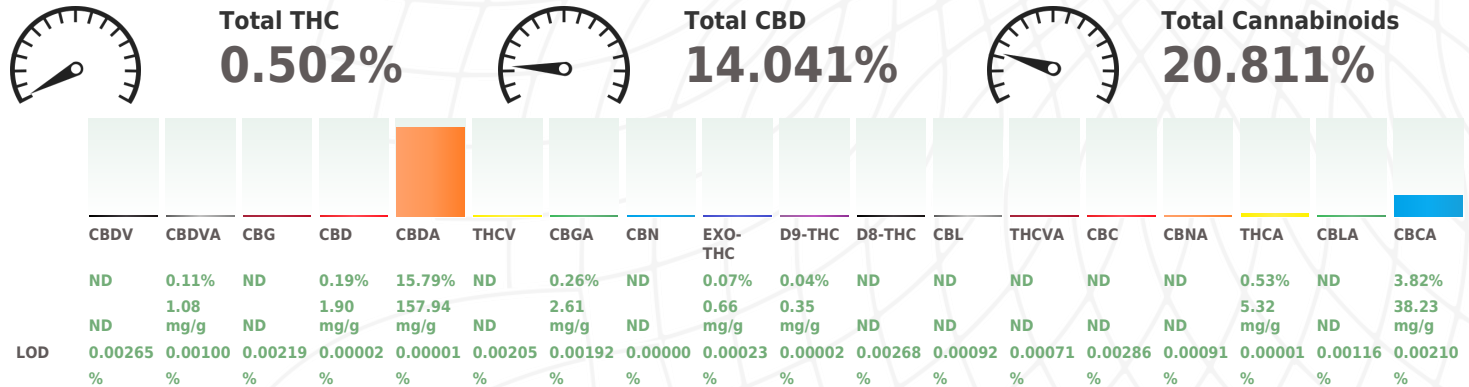 Total THC Total CBD Total Cannabinoids
0.502% 14.041% 20.811%
CBDV CBDVA CBG CBD CBDA THCV CBGA CBN EXO- D9-THC D8-THC CBL THCVA CBC CBNA THCA CBLA CBCA
THC
ND 0.11% ND 0.19% 15.79% ND 0.26% ND 0.07% 0.04% ND ND ND ND ND 0.53% ND 3.82%
1.08 1.90 157.94 2.61 0.66 0.35 5.32 38.23
ND mg/g ND mg/g mg/g ND mg/g ND mg/g mg/g ND ND ND ND ND mg/g ND mg/g
LOD 0.00265 0.00100 0.00219 0.00002 0.00001 0.00205 0.00192 0.00000 0.00023 0.00002 0.00268 0.00092 0.00071 0.00286 0.00091 0.00001 0.00116 0.00210
% % % % % % % % % % % % % % % % % %